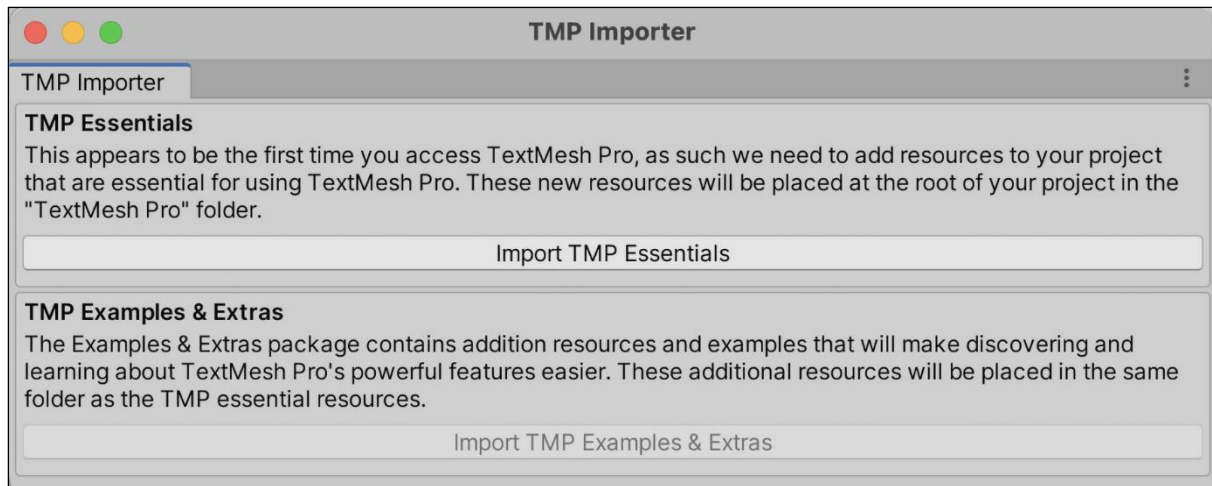 TMP Importer
TMP Importer
TMP Essentials
This appears to be the first time you access TextMesh Pro, as such we need to add resources to your project
that are essential for using TextMesh Pro. These new resources will be placed at the root of your project in the
"TextMesh Pro" folder.
Import TMP Essentials
TMP Examples & Extras
The Examples & Extras package contains addition resources and examples that will make discovering and
learning about TextMesh Pro's powerful features easier. These additional resources will be placed in the same
folder as the TMP essential resources.
Import TMP Examples & Extras